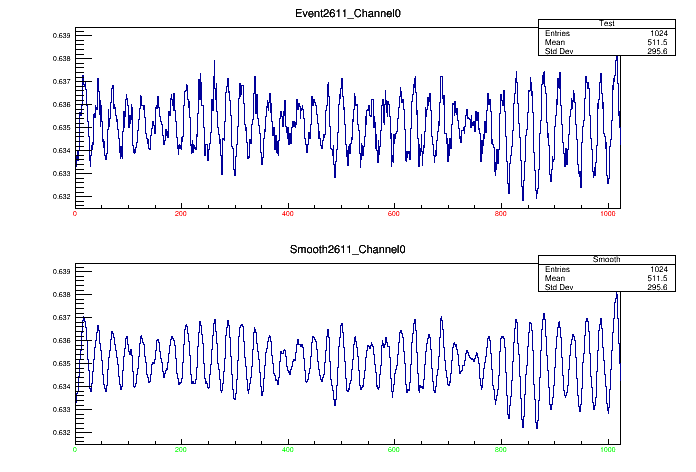 Event2611_Channel0
Test
Entries 1024
Mean 511.5
Std Dev 295.6
0.639
0.638
0.637
0.636
0.635
0.634
0.633
0.632
0 200 400 600 800 1000
Smooth2611_Channel0
Smooth
Entries 1024
Mean 511.5
Std Dev 295.6
0.639
0.638
0.637
0.636
0.635
0.634
0.633
0.632
0 200 400 600 800 1000